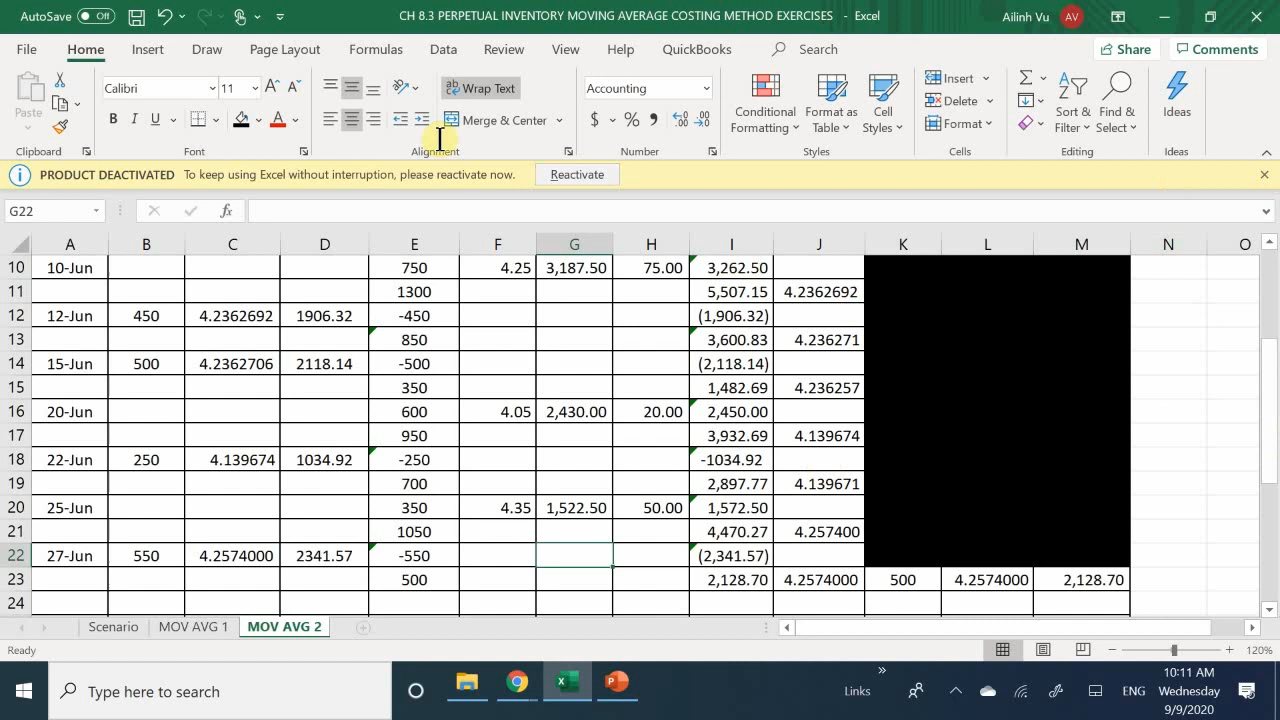 AutoSave Off CH 8.3 PERPETUAL INVENTORY MOVING AVERAGE COSTING METHOD EXERCISES - Excel Ailinh Vu AV
File Home Insert Draw Page Layout Formulas Data Review View Help QuickBooks Search Share Comments
Paste Calibri 11 A A ab Wrap Text Accounting Conditional Formatting Format as Table Cell Styles Insert Sort & Filter Find & Select Ideas
B I U A Merge & Center $ % , Delete
Format
Clipboard Font Alignment Number Styles Cells Editing Ideas
PRODUCT DEACTIVATED To keep using Excel without interruption, please reactivate now. Reactivate
G22 fx
A B C D E F G H I J K L M N O
10 10-Jun 750 4.25 3,187.50 75.00 3,262.50
11 1300 5,507.15 4.2362692
12 12-Jun 450 4.2362692 1906.32 -450 (1,906.32)
13 850 3,600.83 4.236271
14 15-Jun 500 4.2362706 2118.14 -500 (2,118.14)
15 350 1,482.69 4.236257
16 20-Jun 600 4.05 2,430.00 20.00 2,450.00
17 950 3,932.69 4.139674
18 22-Jun 250 4.139674 1034.92 -250 -1034.92
19 700 2,897.77 4.139671
20 25-Jun 350 4.35 1,522.50 50.00 1,572.50
21 1050 4,470.27 4.257400
22 27-Jun 550 4.2574000 2341.57 -550 (2,341.57)
23 500 2,128.70 4.2574000 500 4.2574000 2,128.70
24
Scenario MOV AVG 1 MOV AVG 2
Ready 120%
Type here to search Links ENG 10:11 AM
Wednesday
9/9/2020